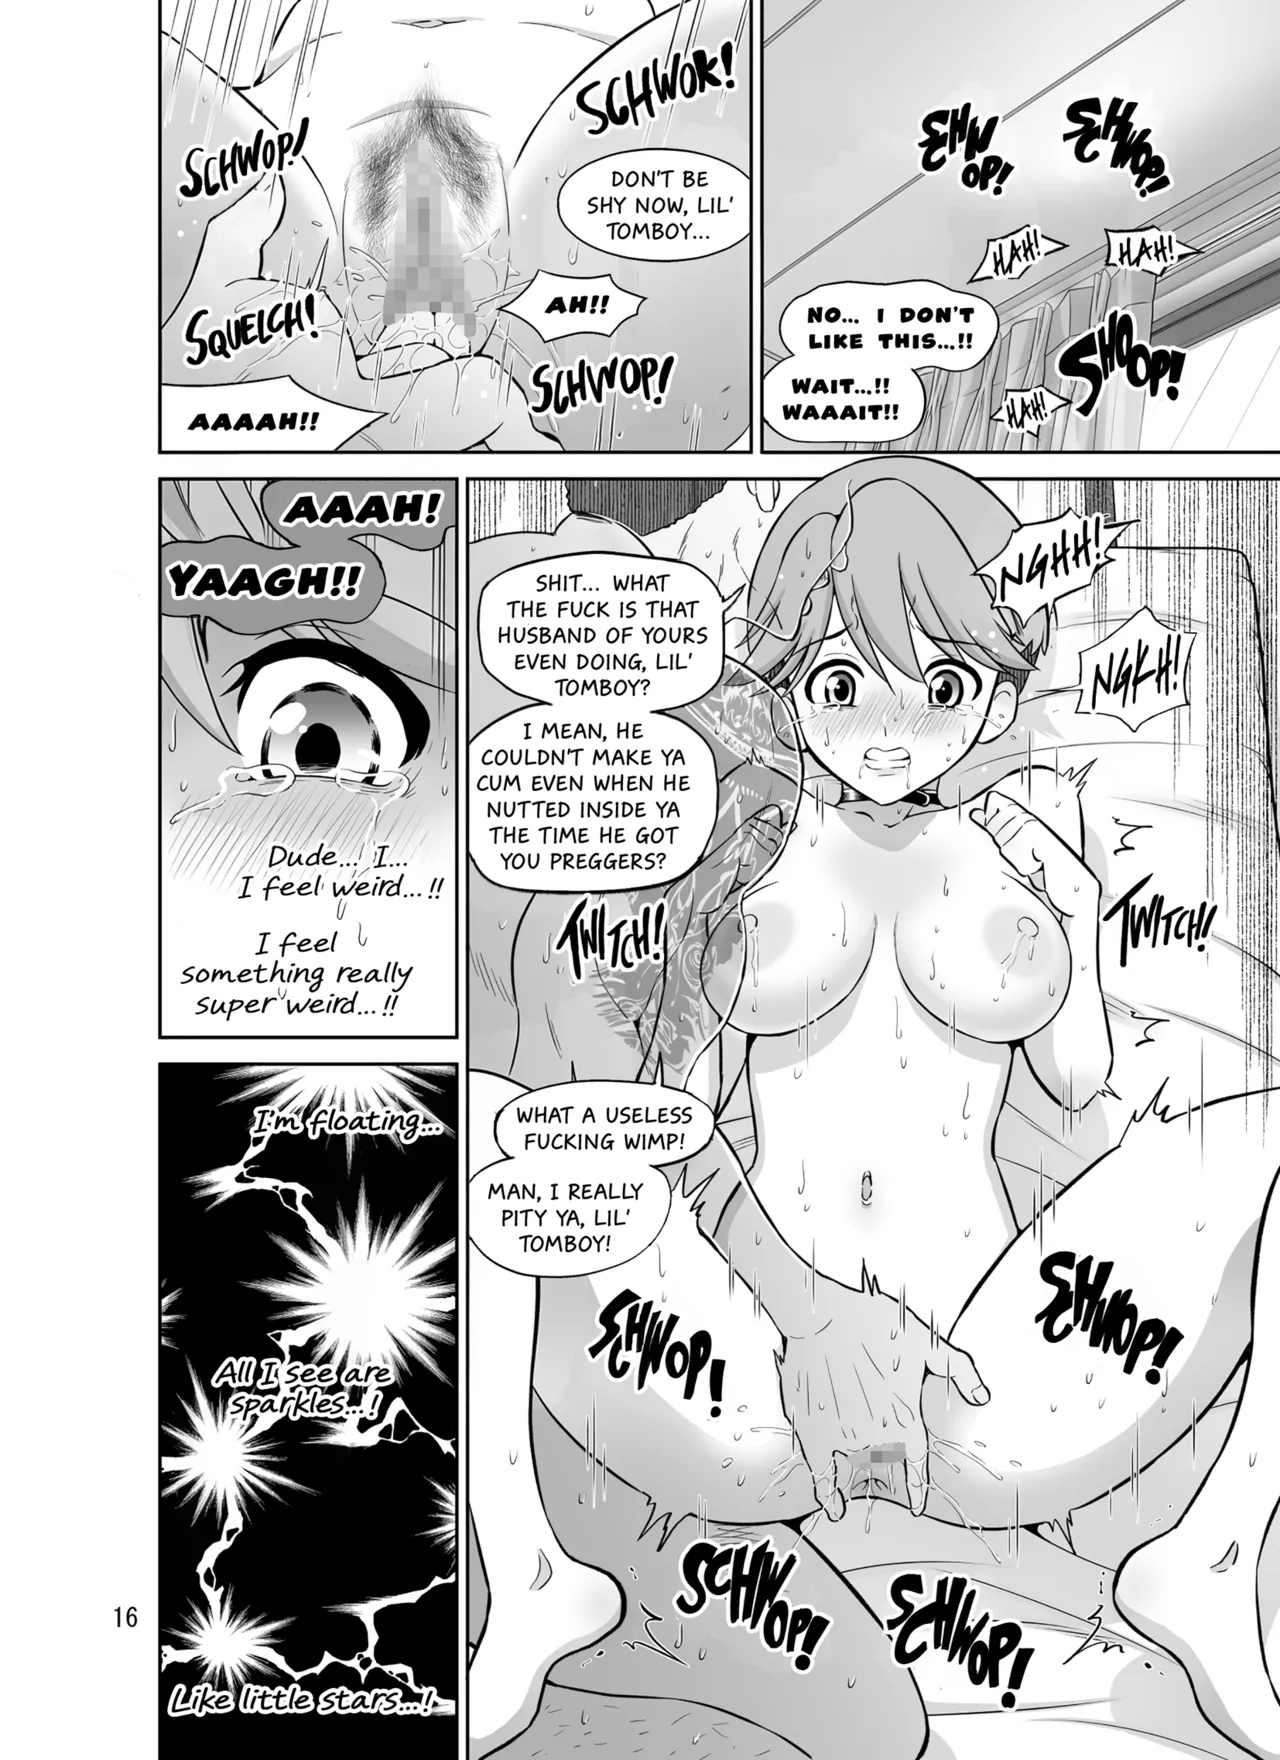 SCHWOP!
SCHWOP!
HAH!
HAH!
NO... I DON'T
LIKE THIS...!!
WAIT...!!
WAAAIT!!
HAH!
SHOOP!
SCHWOK!
SCHWOP!
DON'T BE
SHY NOW, LIL'
TOMBOY...
AH!!
SQUELCH!
SCHWOP!
AAAAH!!
NGHH!
NGKH!
SHIT... WHAT
THE FUCK IS THAT
HUSBAND OF YOURS
EVEN DOING, LIL'
TOMBOY?
I MEAN, HE
COULDN'T MAKE YA
CUM EVEN WHEN HE
NUTTED INSIDE YA
THE TIME HE GOT
YOU PREGGERS?
TWITCH!
TWITCH!
WHAT A USELESS
FUCKING WIMP!
MAN, I REALLY
PITY YA, LIL'
TOMBOY!
SCHWOP!
SCHWOP!
SCHWOP!
SCHWOP!
AAAH!
YAAGH!!
Dude... I...
I feel weird...!!
I feel
something really
super weird...!!
I'm floating...
All I see are
sparkles...!
Like little stars...!
16